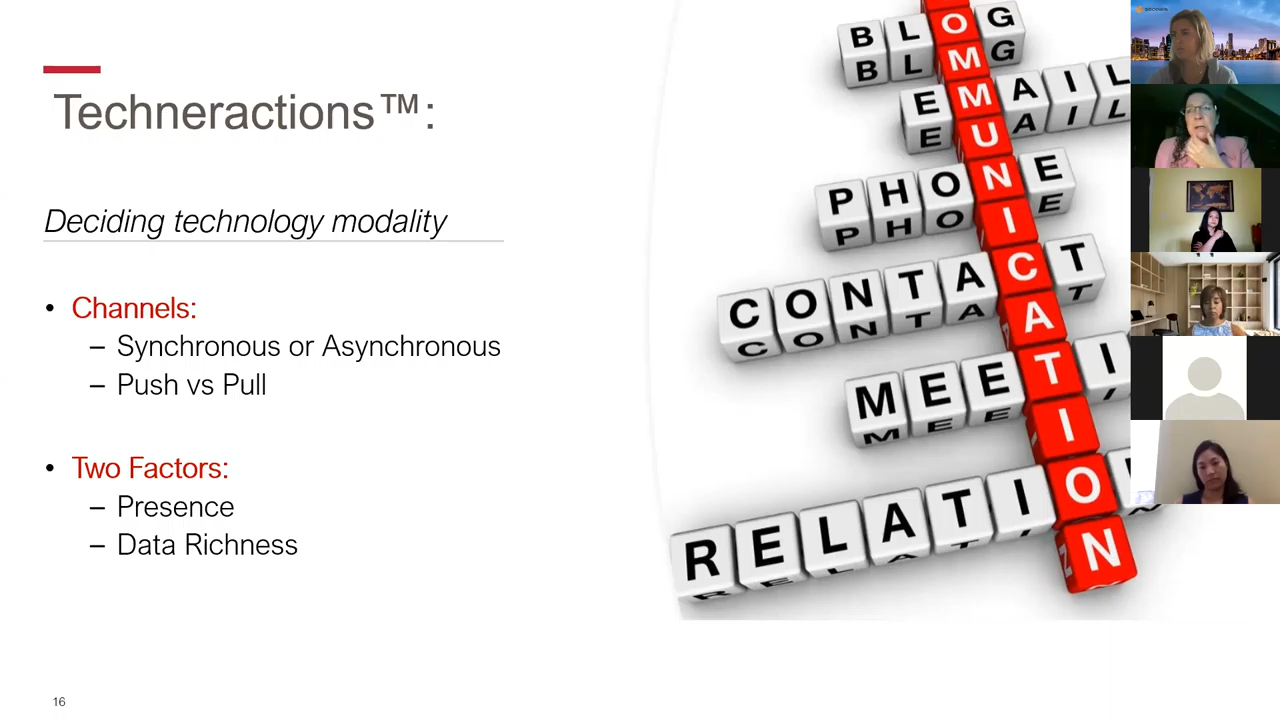 Techneractions™:
Deciding technology modality
• Channels:
– Synchronous or Asynchronous
– Push vs Pull
• Two Factors:
– Presence
– Data Richness
16
BLOG
EMAIL
PHONE
CONTACT
MEETI
RELATION
OMMUNICATION